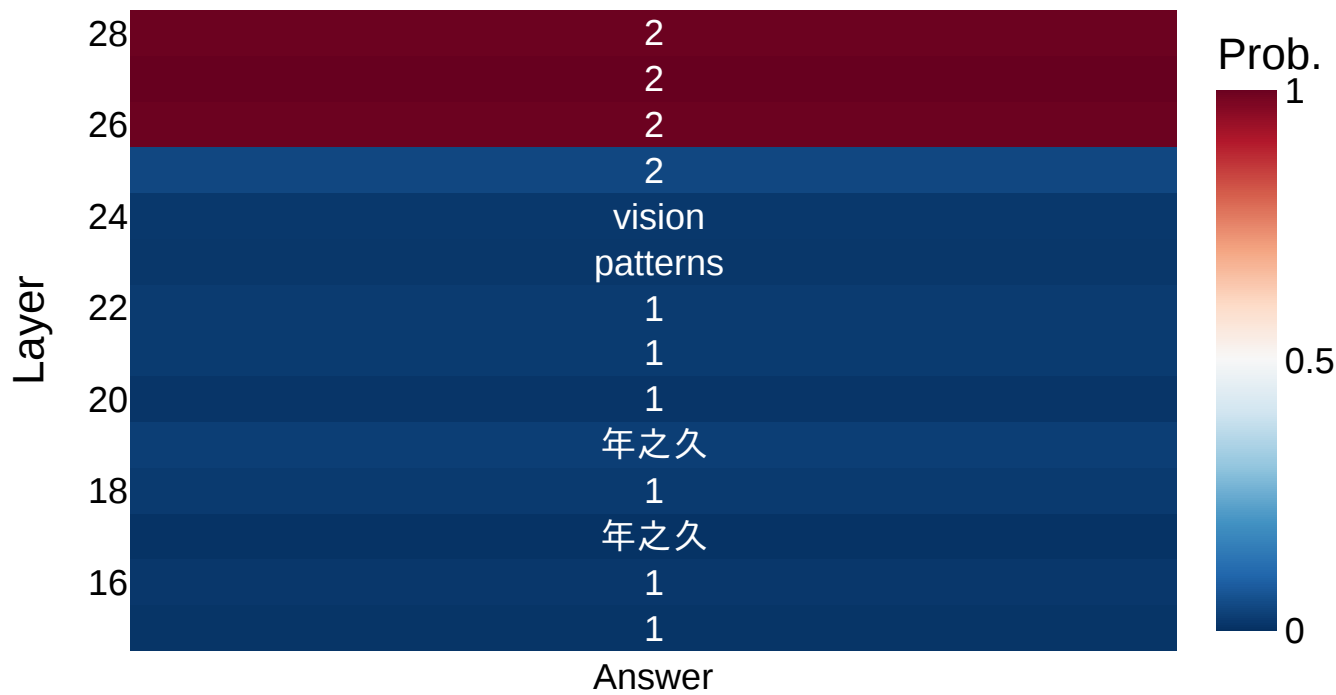 28 2
2
26 2
2
24 vision
patterns
22 1
1
20 1
年之久
18 1
年之久
16 1
1
Layer
Answer
Prob.
1
0.5
0